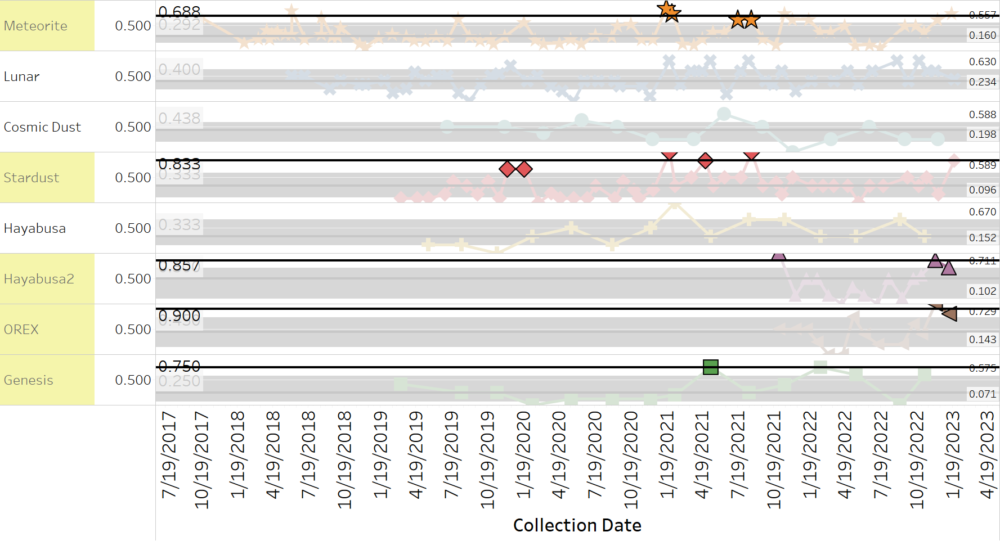 Meteorite 0.500 0.688 0.292 0.557 0.160
Lunar 0.500 0.400 0.630 0.234
Cosmic Dust 0.500 0.438 0.588 0.198
Stardust 0.500 0.833 0.333 0.589 0.096
Hayabusa 0.500 0.333 0.670 0.152
Hayabusa2 0.500 0.857 0.711 0.102
OREX 0.500 0.900 0.450 0.729 0.143
Genesis 0.500 0.750 0.250 0.575 0.071
7/19/2017
10/19/2017
1/19/2018
4/19/2018
7/19/2018
10/19/2018
1/19/2019
4/19/2019
7/19/2019
10/19/2019
1/19/2020
4/19/2020
7/19/2020
10/19/2020
1/19/2021
4/19/2021
7/19/2021
10/19/2021
1/19/2022
4/19/2022
7/19/2022
10/19/2022
1/19/2023
4/19/2023
Collection Date